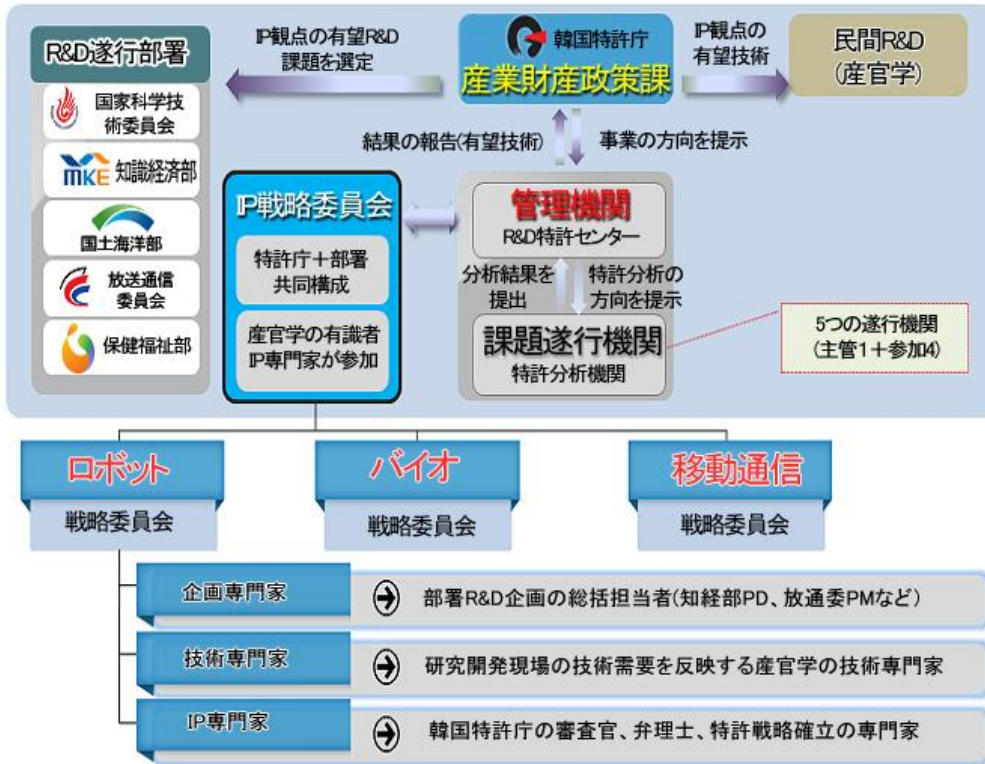 R&D遂行部署
国家科学技
術委員会
MKE 知識経済部
国土海洋部
放送通信
委員会
保健福祉部
IP観点の有望R&D
課題を選定
韓国特許庁
産業財産政策課
IP観点の
有望技術
民間R&D
(産官学)
結果の報告(有望技術)
事業の方向を提示
IP戦略委員会
特許庁＋部署
共同構成
産官学の有識者
IP専門家が参加
管理機関
R&D特許センター
分析結果を
提出
特許分析の
方向を提示
課題遂行機関
特許分析機関
5つの遂行機関
(主管1＋参加4)
ロボット
戦略委員会
バイオ
戦略委員会
移動通信
戦略委員会
企画専門家
部署R&D企画の総括担当者(知経部PD、放通委PMなど)
技術専門家
研究開発現場の技術需要を反映する産官学の技術専門家
IP専門家
韓国特許庁の審査官、弁理士、特許戦略確立の専門家